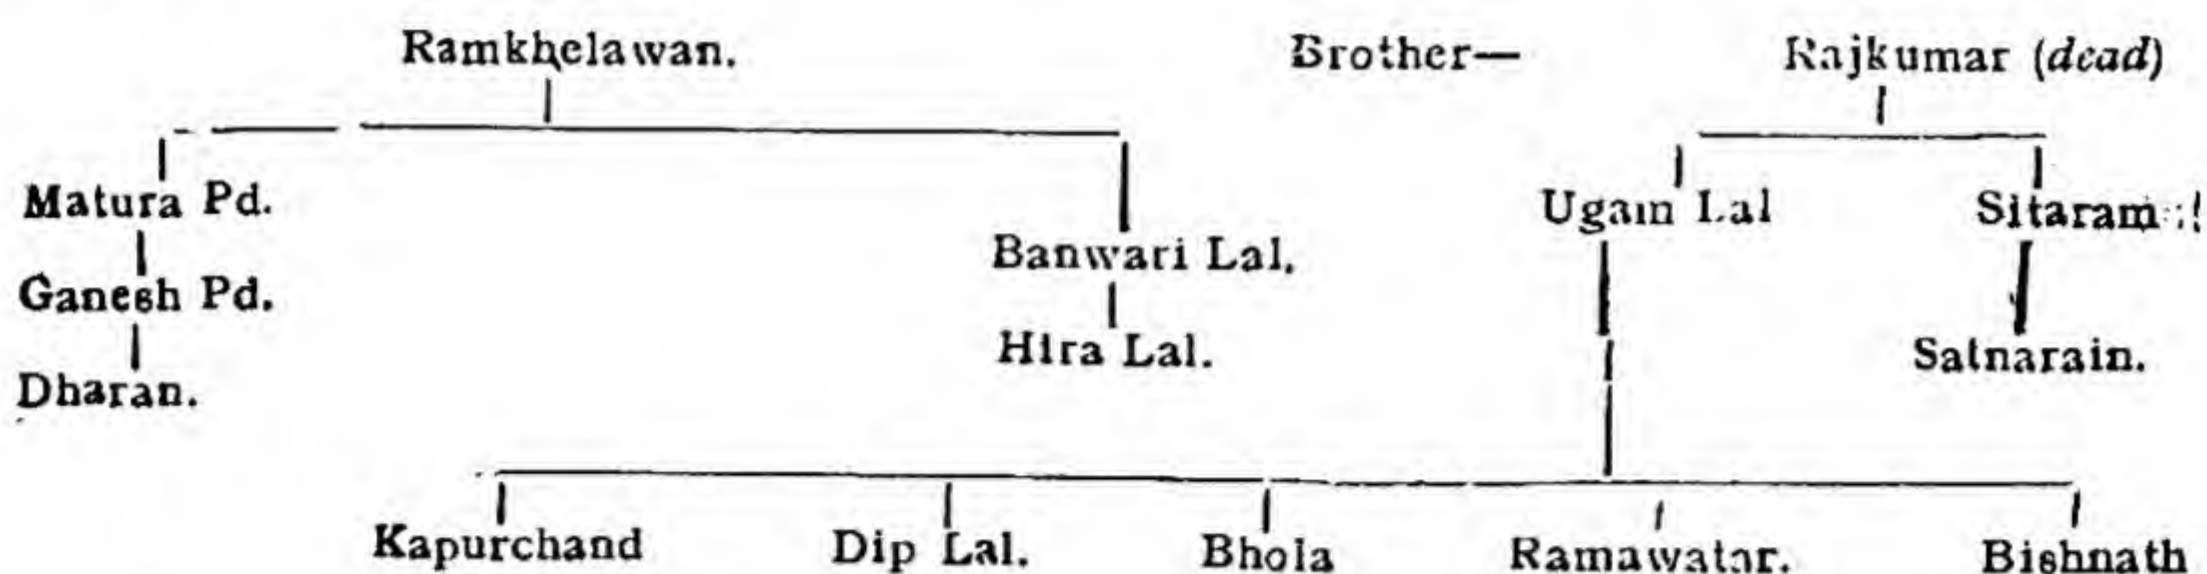 Ramkhelawan. Brother— Rajkumar (dead)
Matura Pd. Ugam Lal Sitaram
Banwari Lal.
Ganesh Pd.
Hira Lal. Satnarain.
Dharan.
Kapurchand Dip Lal. Bhola Ramawatar. Bishnath